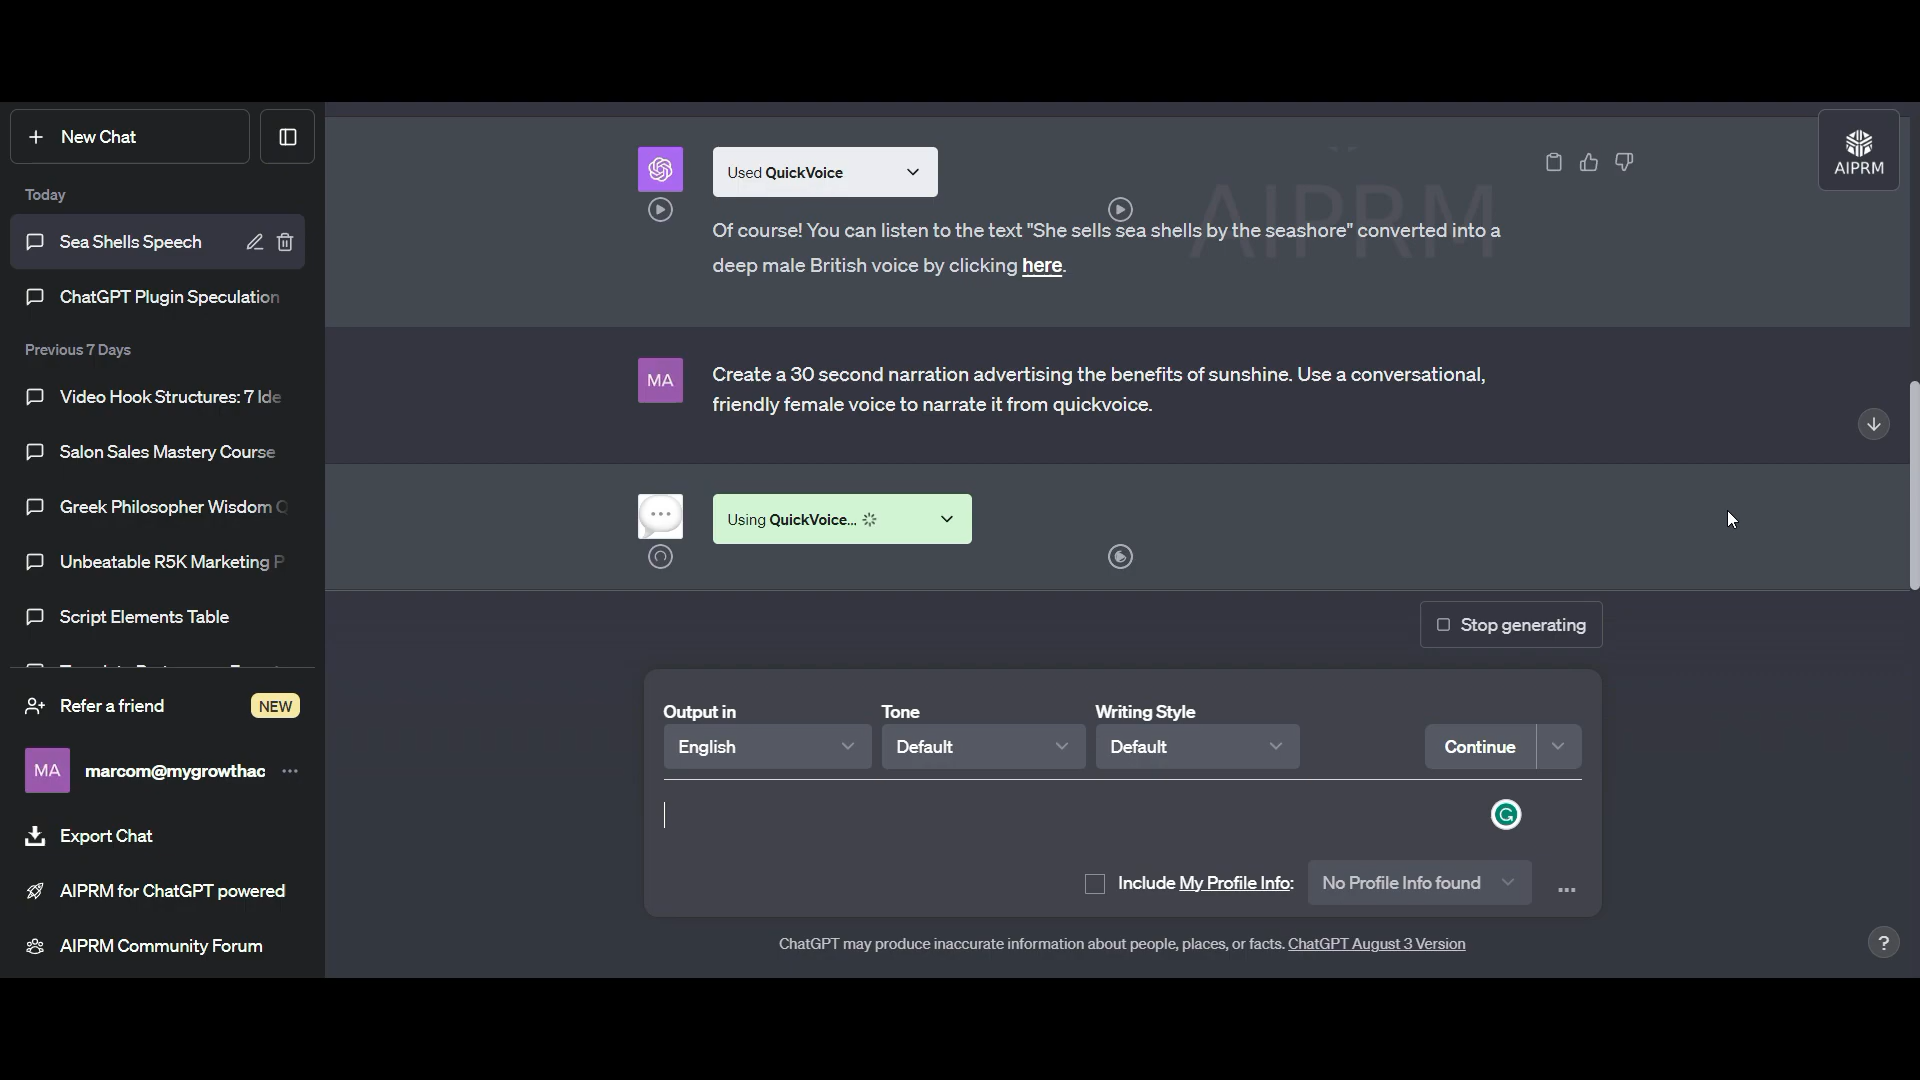 New Chat
Today
Sea Shells Speech
ChatGPT Plugin Speculation
Previous 7 Days
Video Hook Structures: 7 Ide
Salon Sales Mastery Course
Greek Philosopher Wisdom Q
Unbeatable R5K Marketing P
Script Elements Table
Refer a friend NEW
MA marcom@mygrowthac ...
Export Chat
AIPRM for ChatGPT powered
AIPRM Community Forum
Used QuickVoice
AIPRM
AIPRM
Of course! You can listen to the text "She sells sea shells by the seashore" converted into a
deep male British voice by clicking here.
MA
Create a 30 second narration advertising the benefits of sunshine. Use a conversational,
friendly female voice to narrate it from quickvoice.
Using QuickVoice...
Stop generating
Output in Tone Writing Style
English Default Default Continue
Include My Profile Info: No Profile Info found ...
ChatGPT may produce inaccurate information about people, places, or facts. ChatGPT August 3 Version
?